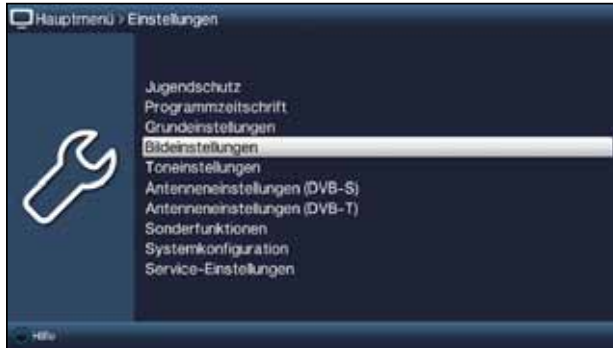 Hauptmenü > Einstellungen
Jugendschutz
Programmzeitschrift
Grundeinstellungen
Bildeinstellungen
Toneinstellungen
Antenneneinstellungen (DVB-S)
Antenneneinstellungen (DVB-T)
Sonderfunktionen
Systemkonfiguration
Service-Einstellungen
Hilfe